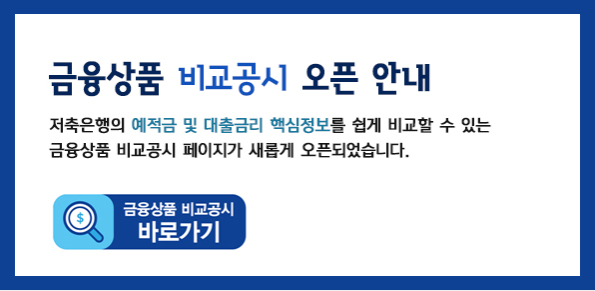 금융상품 비교공시 오픈 안내
저축은행의 예적금 및 대출금리 핵심정보를 쉽게 비교할 수 있는
금융상품 비교공시 페이지가 새롭게 오픈되었습니다.
$
금융상품 비교공시
바로가기